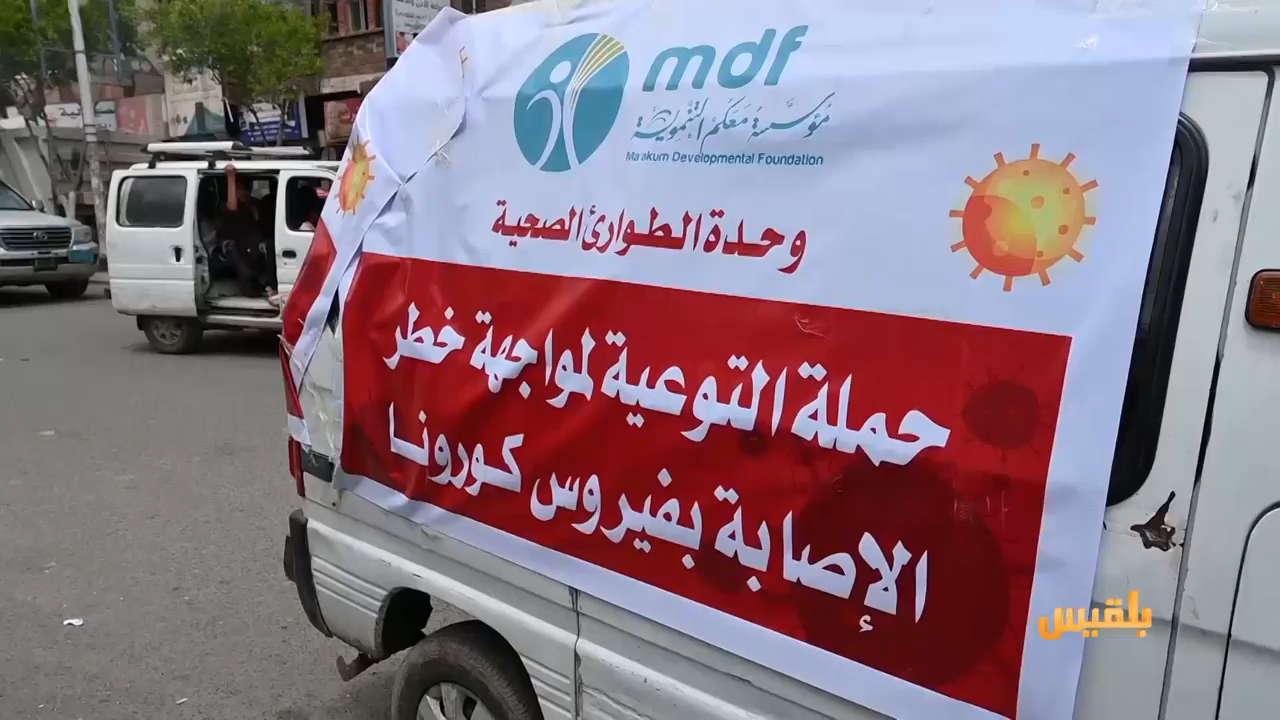 mdf
مؤسسة معكم التنموية
Ma'akum Developmental Foundation
وحدة الطوارئ الصحية
حملة التوعية لمواجهة خطر
الإصابة بفيروس كورونا
بلقيس